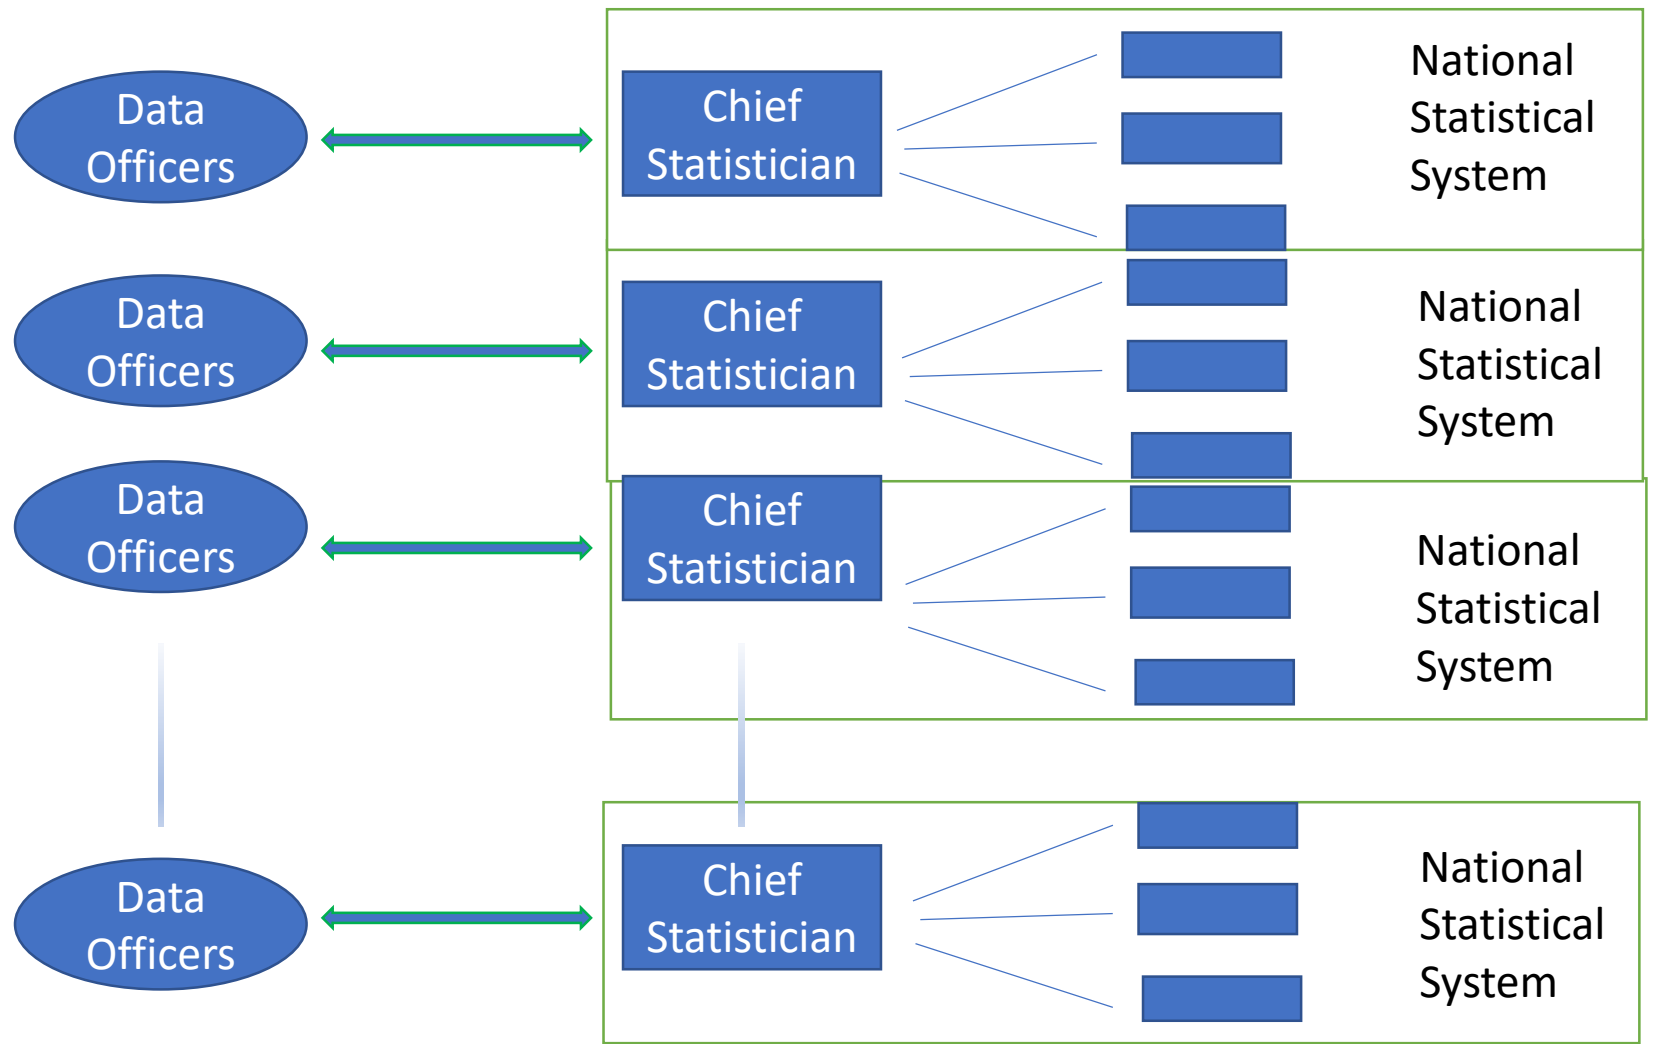 Data
Officers
Chief
Statistician
National
Statistical
System
Data
Officers
Chief
Statistician
National
Statistical
System
Data
Officers
Chief
Statistician
National
Statistical
System
Data
Officers
Chief
Statistician
National
Statistical
System